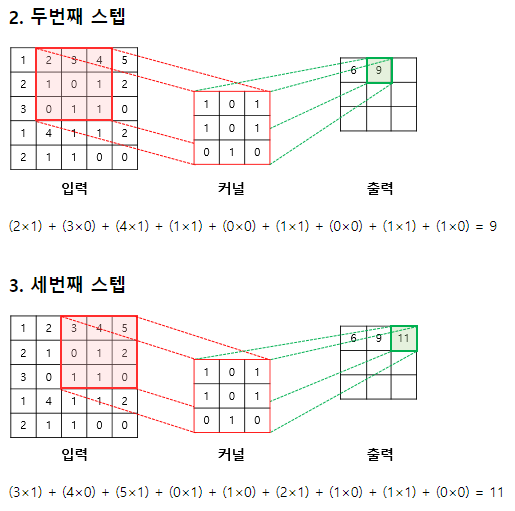 2. 두번째 스텝
1 2 3 4 5
2 1 0 1 2
3 0 1 1 0
1 4 1 1 2
2 1 1 0 0
1 0 1
1 0 1
0 1 0
6 9
입력 커널 출력
(2×1) + (3×0) + (4×1) + (1×1) + (0×0) + (1×1) + (0×0) + (1×1) + (1×0) = 9
3. 세번째 스텝
1 2 3 4 5
2 1 0 1 2
3 0 1 1 0
1 4 1 1 2
2 1 1 0 0
1 0 1
1 0 1
0 1 0
6 9 11
입력 커널 출력
(3×1) + (4×0) + (5×1) + (0×1) + (1×0) + (2×1) + (1×0) + (1×1) + (0×0) = 11